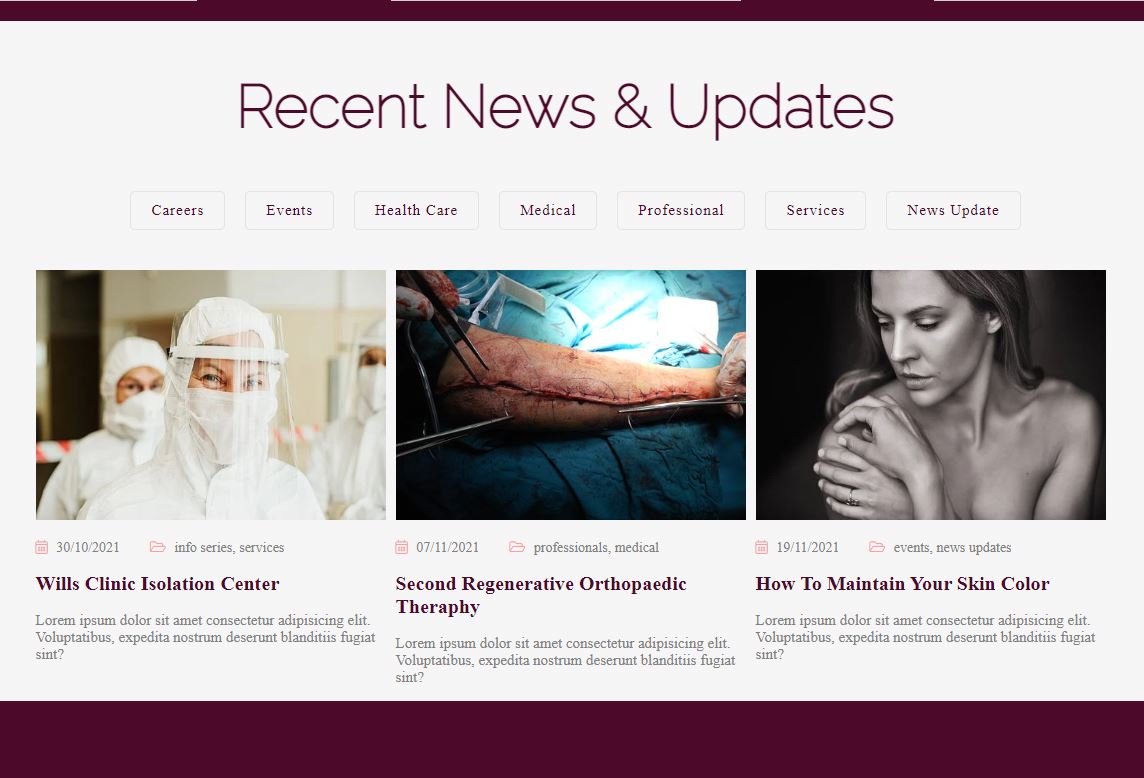 Recent News & Updates
Careers
Events
Health Care
Medical
Professional
Services
News Update
30/10/2021 info series, services
Wills Clinic Isolation Center
Lorem ipsum dolor sit amet consectetur adipisicing elit.
Voluptatibus, expedita nostrum deserunt blanditiis fugiat
sint?
07/11/2021 professionals, medical
Second Regenerative Orthopaedic
Theraphy
Lorem ipsum dolor sit amet consectetur adipisicing elit.
Voluptatibus, expedita nostrum deserunt blanditiis fugiat
sint?
19/11/2021 events, news updates
How To Maintain Your Skin Color
Lorem ipsum dolor sit amet consectetur adipisicing elit.
Voluptatibus, expedita nostrum deserunt blanditiis fugiat
sint?